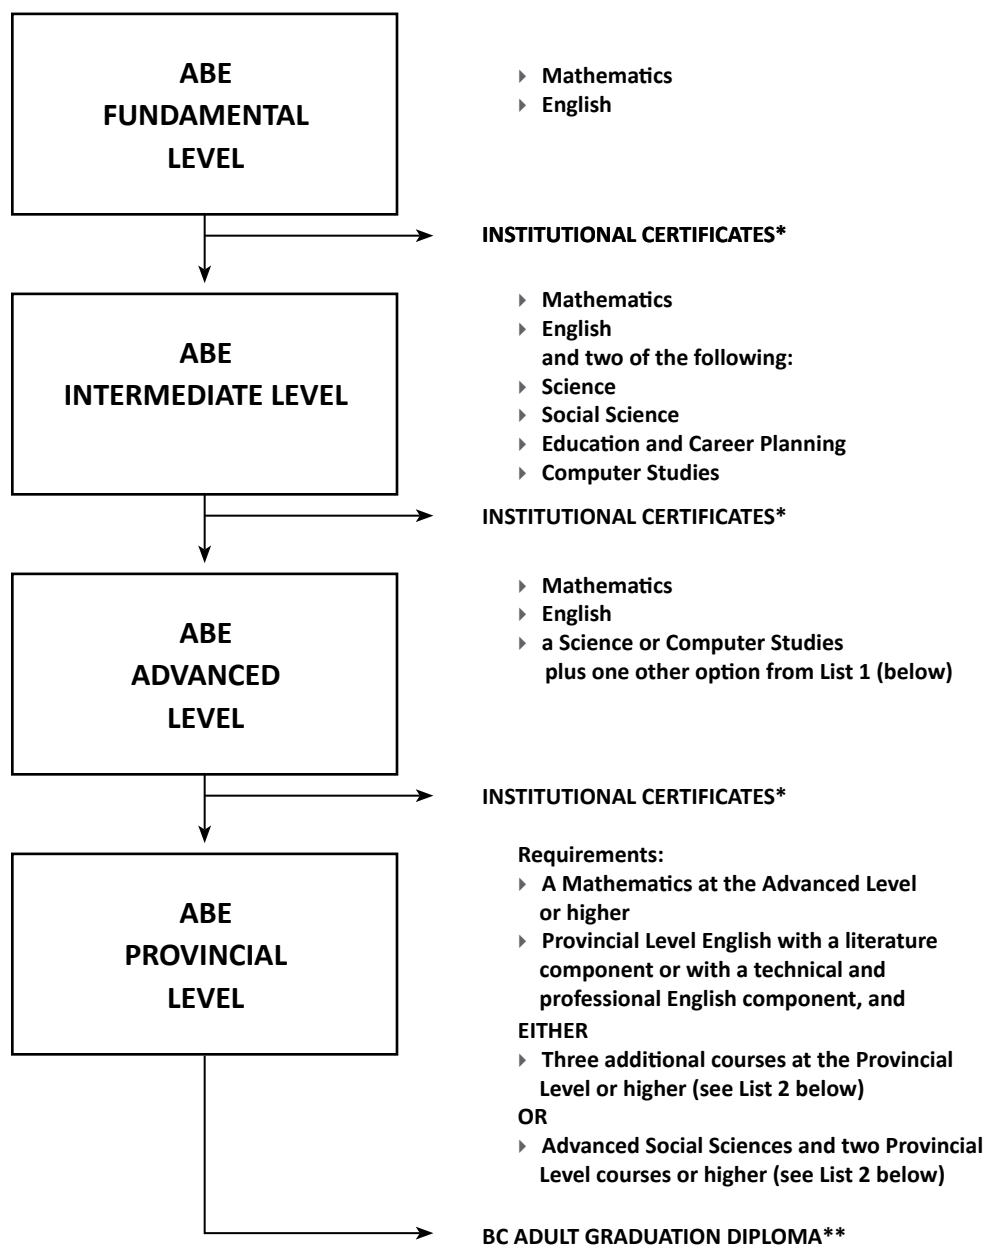 ABE
FUNDAMENTAL
LEVEL
Mathematics
English
INSTITUTIONAL CERTIFICATES*
ABE
INTERMEDIATE LEVEL
Mathematics
English
and two of the following:
Science
Social Science
Education and Career Planning
Computer Studies
INSTITUTIONAL CERTIFICATES*
ABE
ADVANCED
LEVEL
Mathematics
English
a Science or Computer Studies
plus one other option from List 1 (below)
INSTITUTIONAL CERTIFICATES*
ABE
PROVINCIAL
LEVEL
Requirements:
A Mathematics at the Advanced Level
or higher
Provincial Level English with a literature
component or with a technical and
professional English component, and
EITHER
Three additional courses at the Provincial
Level or higher (see List 2 below)
OR
Advanced Social Sciences and two Provincial
Level courses or higher (see List 2 below)
BC ADULT GRADUATION DIPLOMA**